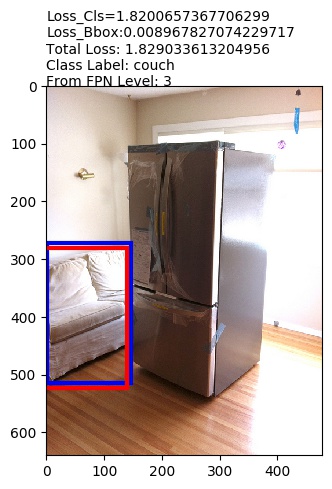 Loss_Cls=1.8200657367706299
Loss_Bbox:0.008967827074229717
Total Loss: 1.829033613204956
Class Label: couch
From FPN Level: 3
0
100
200
300
400
500
600
0 100 200 300 400